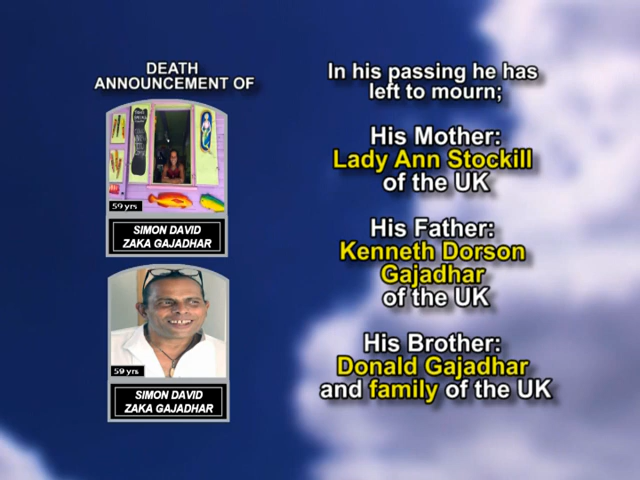 DEATH
ANNOUNCEMENT OF
59 yrs
SIMON DAVID
ZAKA GAJADHAR
59 yrs
SIMON DAVID
ZAKA GAJADHAR
In his passing he has
left to mourn;
His Mother:
Lady Ann Stockill
of the UK
His Father:
Kenneth Dorson
Gajadhar
of the UK
His Brother:
Donald Gajadhar
and family of the UK